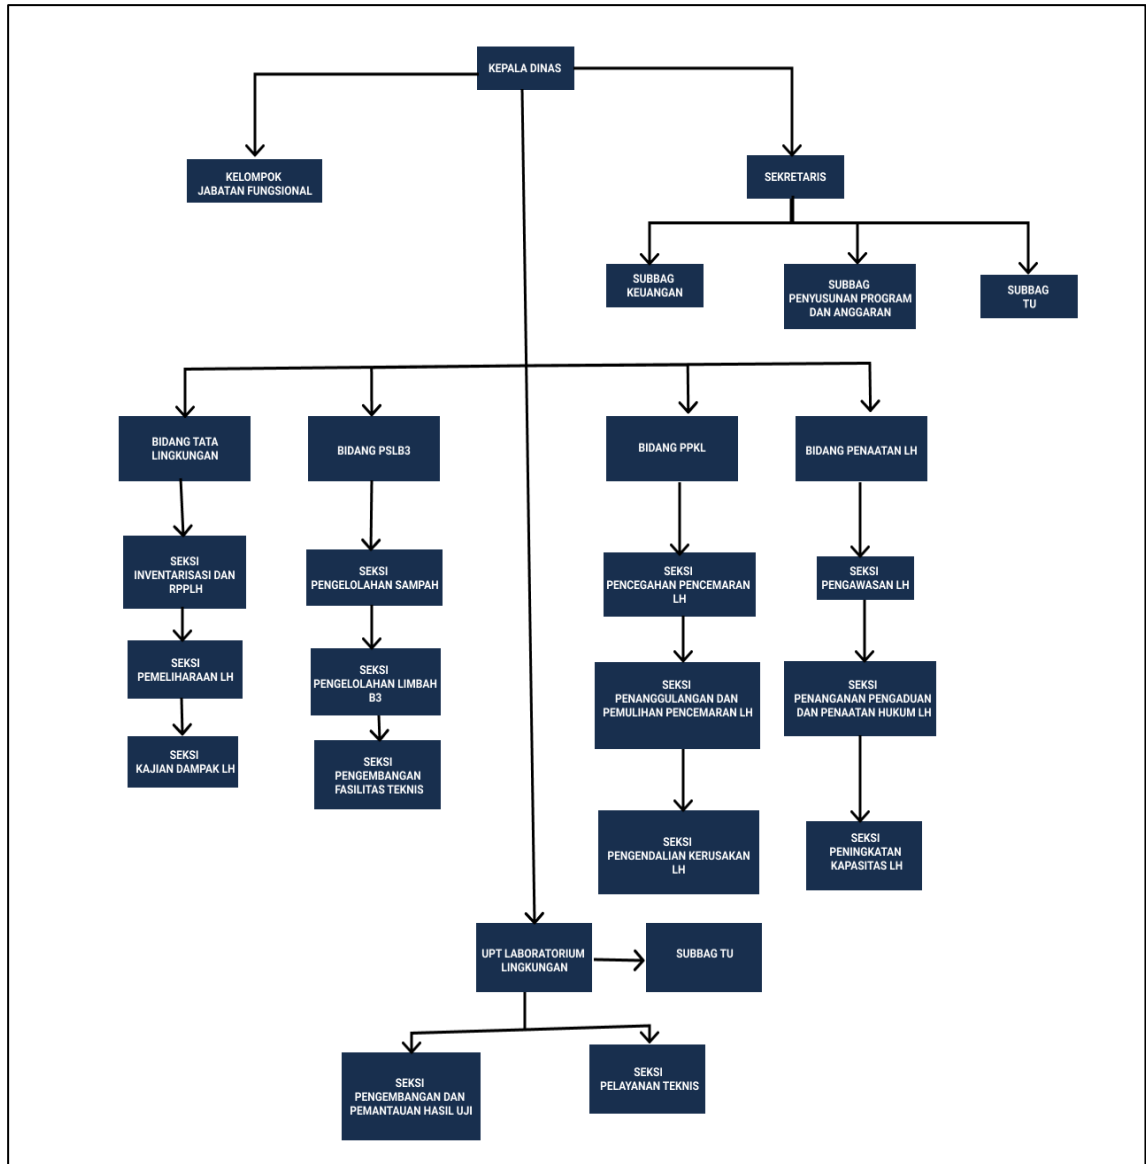 KEPALA DINAS
KELOMPOK
JABATAN FUNGSIONAL
SEKRETARIS
SUBBAG
KEUANGAN
SUBBAG
PENYUSUNAN PROGRAM
DAN ANGGARAN
SUBBAG
TU
BIDANG TATA
LINGKUNGAN
BIDANG PSLB3
BIDANG PPKL
BIDANG PENAATAN LH
SEKSI
INVENTARISASI DAN
RPPLH
SEKSI
PENGELOLAHAN SAMPAH
SEKSI
PENCEGAHAN PENCEMARAN
LH
SEKSI
PENGAWASAN LH
SEKSI
PEMELIHARAAN LH
SEKSI
PENGELOLAHAN LIMBAH
B3
SEKSI
PENANGGULANGAN DAN
PEMULIHAN PENCEMARAN LH
SEKSI
PENANGANAN PENGADUAN
DAN PENAATAN HUKUM LH
SEKSI
KAJIAN DAMPAK LH
SEKSI
PENGEMBANGAN
FASILITAS TEKNIS
SEKSI
PENGENDALIAN KERUSAKAN
LH
SEKSI
PENINGKATAN
KAPASITAS LH
UPT LABORATORIUM
LINGKUNGAN
SUBBAG TU
SEKSI
PENGEMBANGAN DAN
PEMANTAUAN HASIL UJI
SEKSI
PELAYANAN TEKNIS